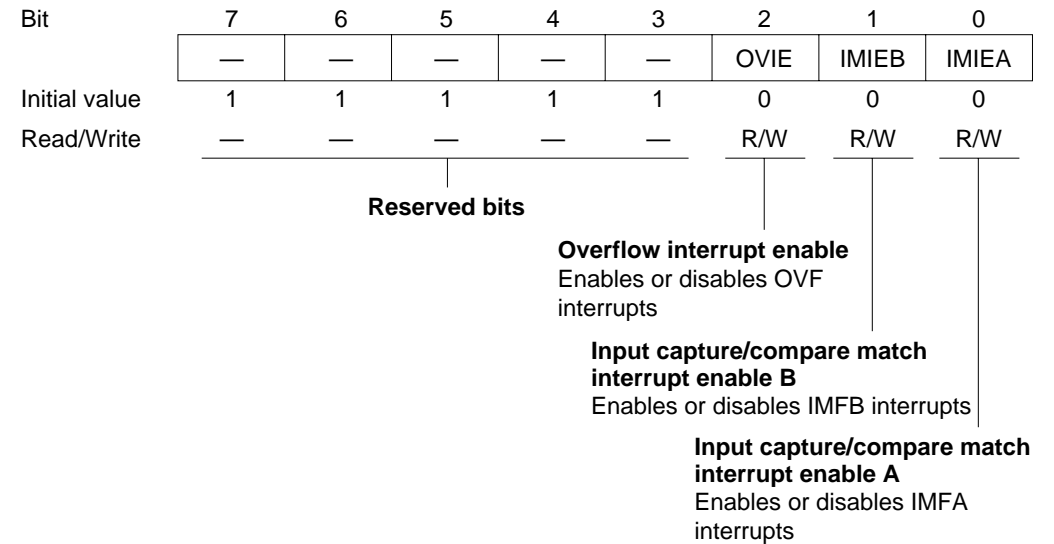 Bit 7 6 5 4 3 2 1 0
— — — — — OVIE IMIEB IMIEA
Initial value 1 1 1 1 1 0 0 0
Read/Write — — — — — R/W R/W R/W
Reserved bits
Overflow interrupt enable
Enables or disables OVF
interrupts
Input capture/compare match
interrupt enable B
Enables or disables IMFB interrupts
Input capture/compare match
interrupt enable A
Enables or disables IMFA
interrupts